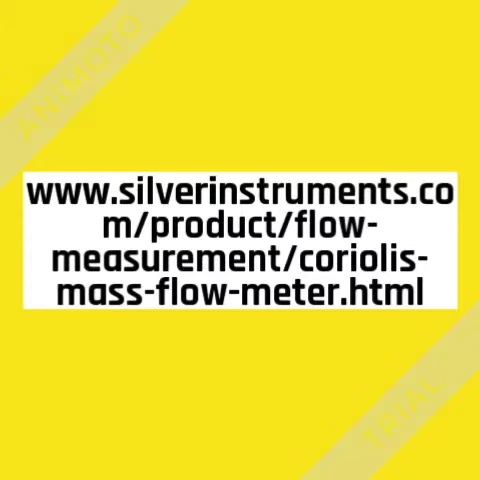 ANIMOTO
www.silverinstruments.co
m/product/flow-
measurement/coriolis-
mass-flow-meter.html
TRIAL